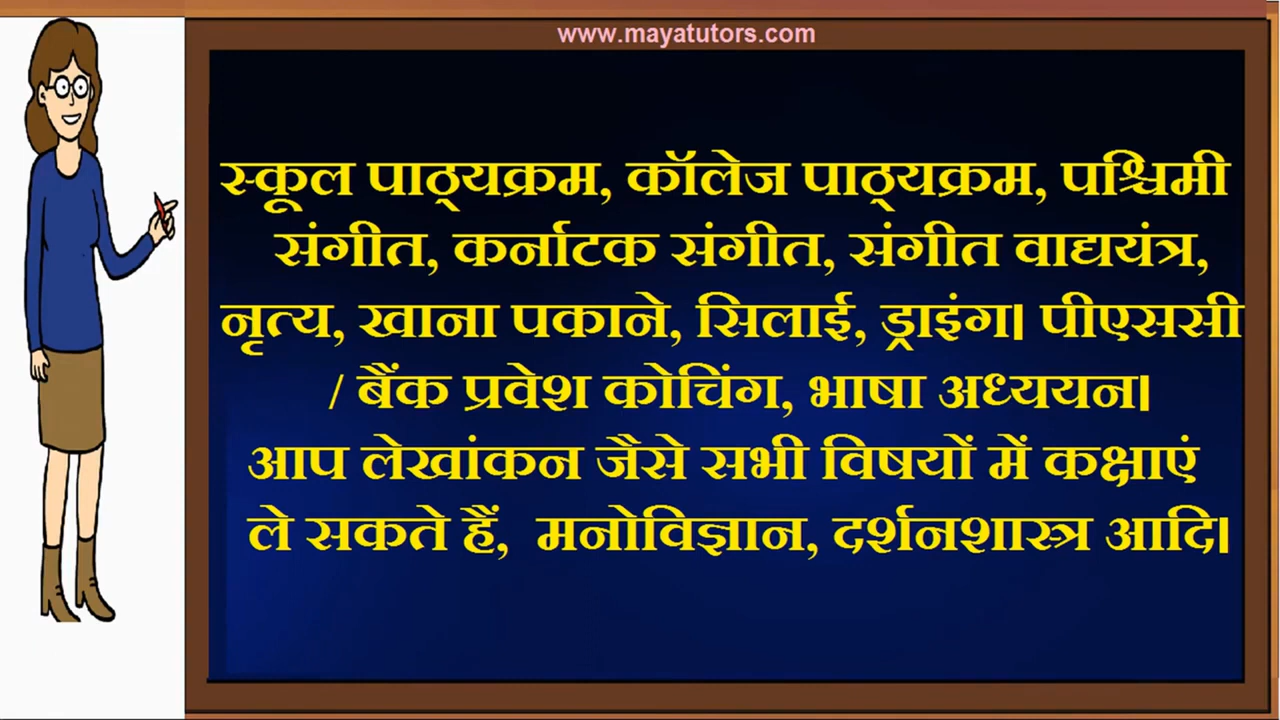 www.mayatutors.com
स्कूल पाठ्यक्रम, कॉलेज पाठ्यक्रम, पश्चिमी
संगीत, कर्नाटक संगीत, संगीत वाद्ययंत्र,
नृत्य, खाना पकाने, सिलाई, ड्राइंग। पीएससी
/ बैंक प्रवेश कोचिंग, भाषा अध्ययन।
आप लेखांकन जैसे सभी विषयों में कक्षाएं
ले सकते हैं, मनोविज्ञान, दर्शनशास्त्र आदि।